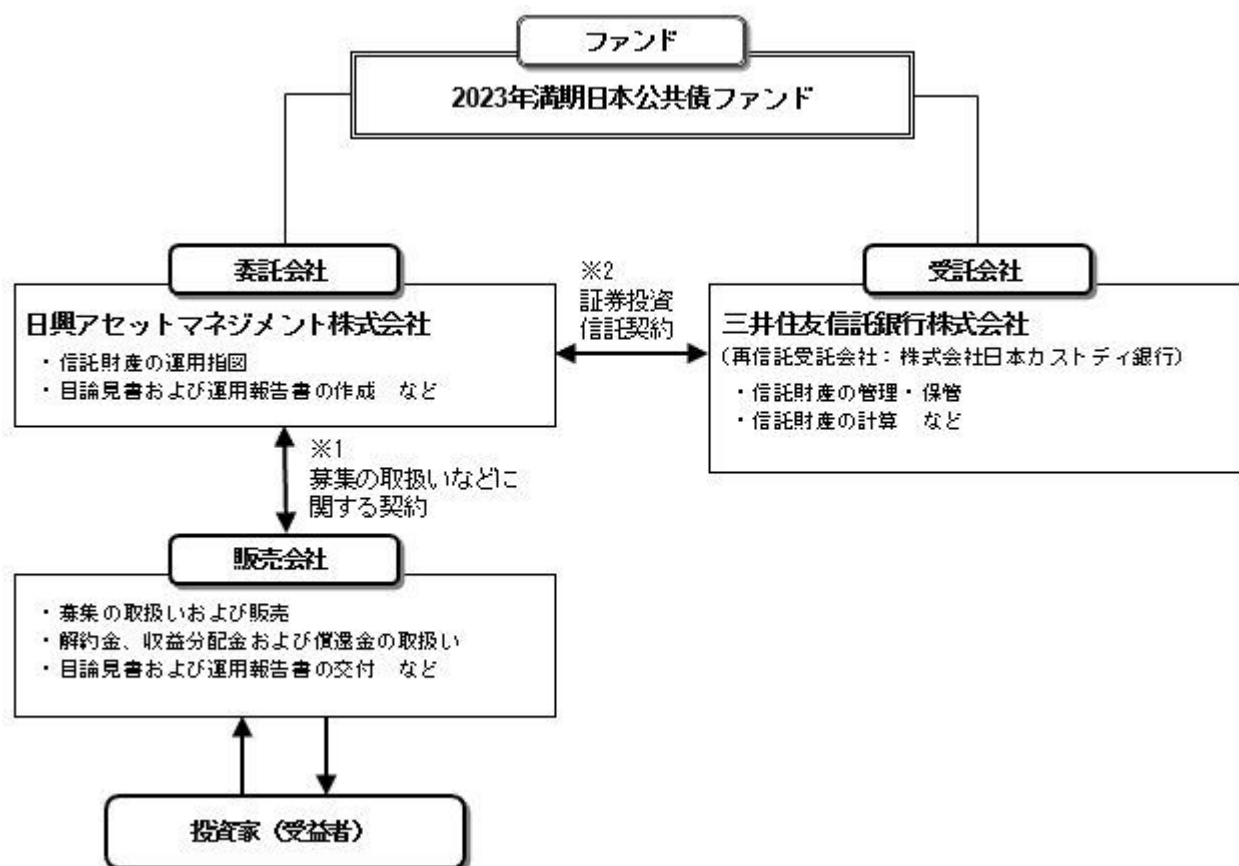 ファンド
2023年満期日本公共債ファンド
委託会社
日興アセットマネジメント株式会社
・信託財産の運用指図
・目論見書および運用報告書の作成 など
※2
証券投資
信託契約
受託会社
三井住友信託銀行株式会社
(再信託受託会社:株式会社日本カストディ銀行)
・信託財産の管理・保管
・信託財産の計算 など
※1
募集の取扱いなどに
関する契約
販売会社
・募集の取扱いおよび販売
・解約金、収益分配金および償還金の取扱い
・目論見書および運用報告書の交付 など
投資家(受益者)